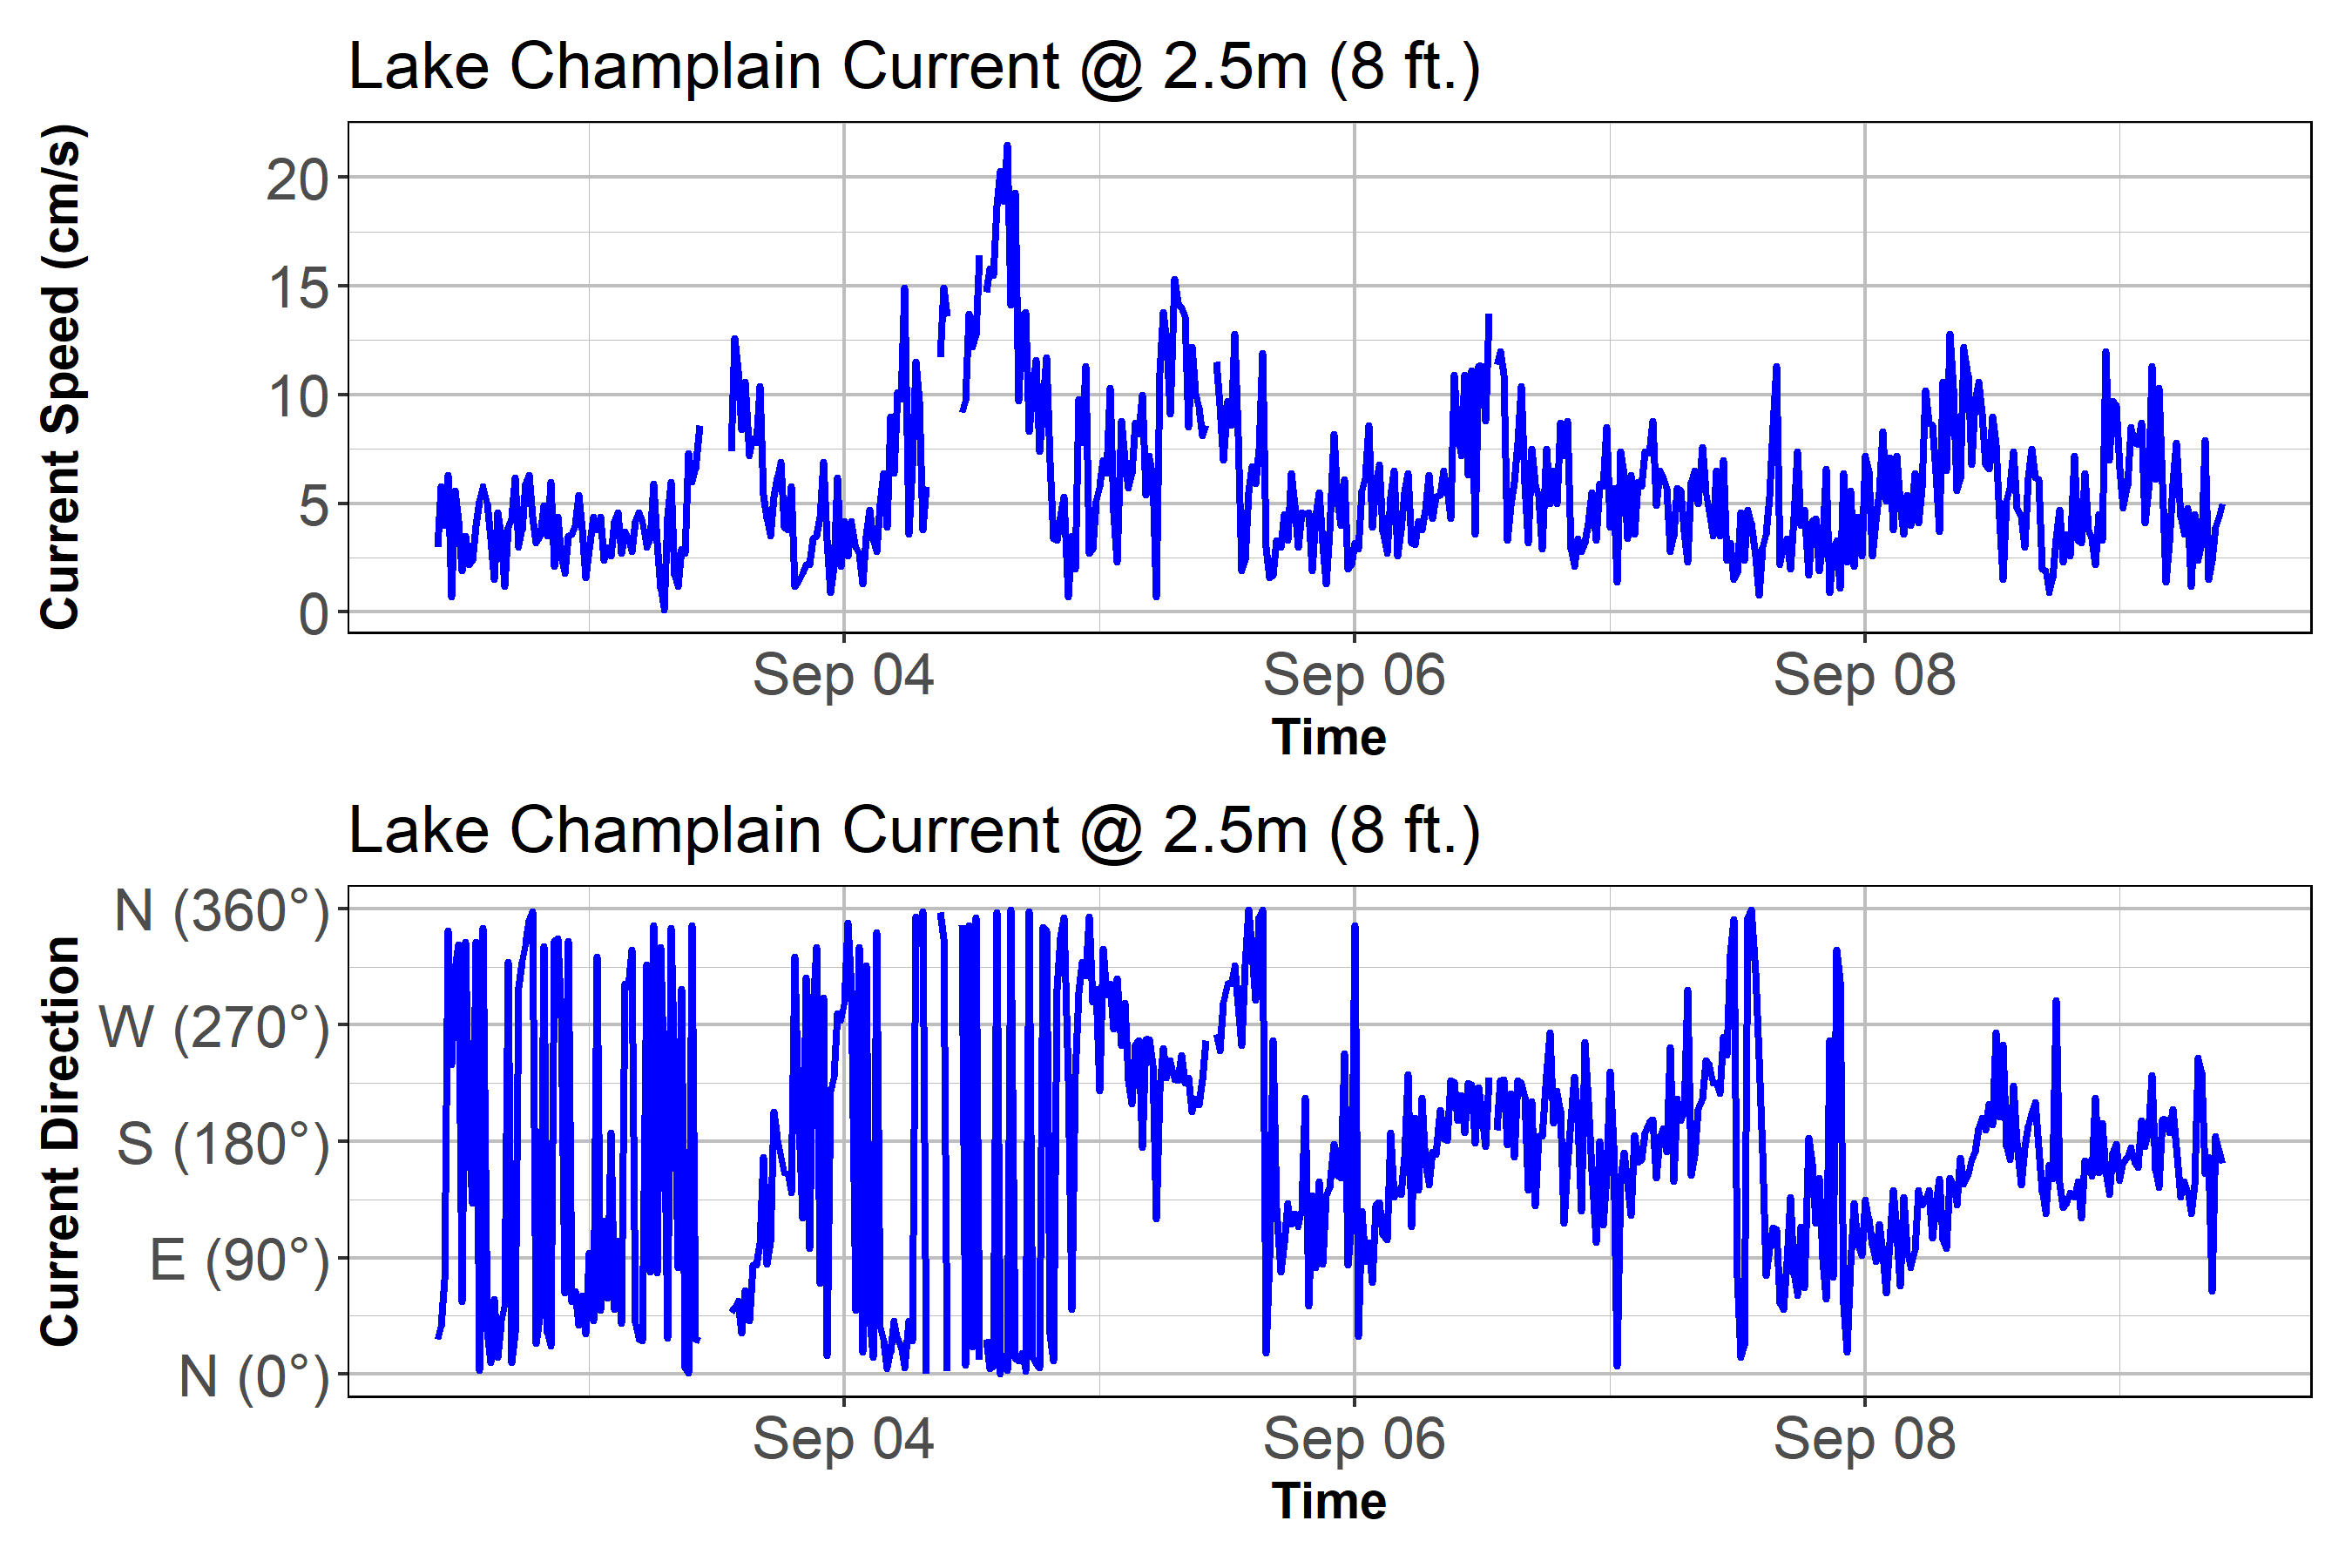 Lake Champlain Current @ 2.5m (8 ft.)
Current Speed (cm/s)
20
15
10
5
0
Sep 04 Sep 06 Sep 08
Time
Lake Champlain Current @ 2.5m (8 ft.)
Current Direction
N (360°)
W (270°)
S (180°)
E (90°)
N (0°)
Sep 04 Sep 06 Sep 08
Time